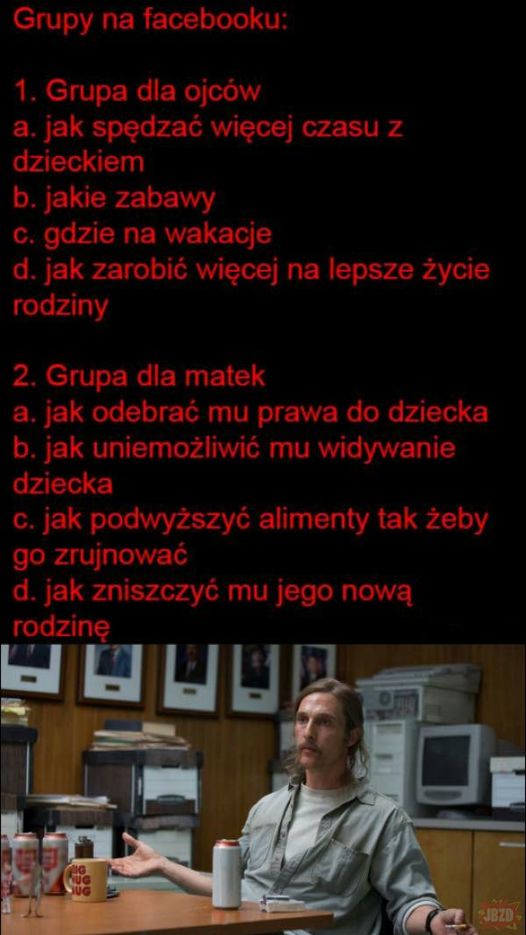 Grupy na facebooku:
1. Grupa dla ojców
a. jak spędzać więcej czasu z
dzieckiem
b. jakie zabawy
c. gdzie na wakacje
d. jak zarobić więcej na lepsze życie
rodziny
2. Grupa dla matek
a. jak odebrać mu prawa do dziecka
b. jak uniemożliwić mu widywanie
dziecka
c. jak podwyższyć alimenty tak żeby
go zrujnować
d. jak zniszczyć mu jego nową
rodzinę
MUG
JBZD